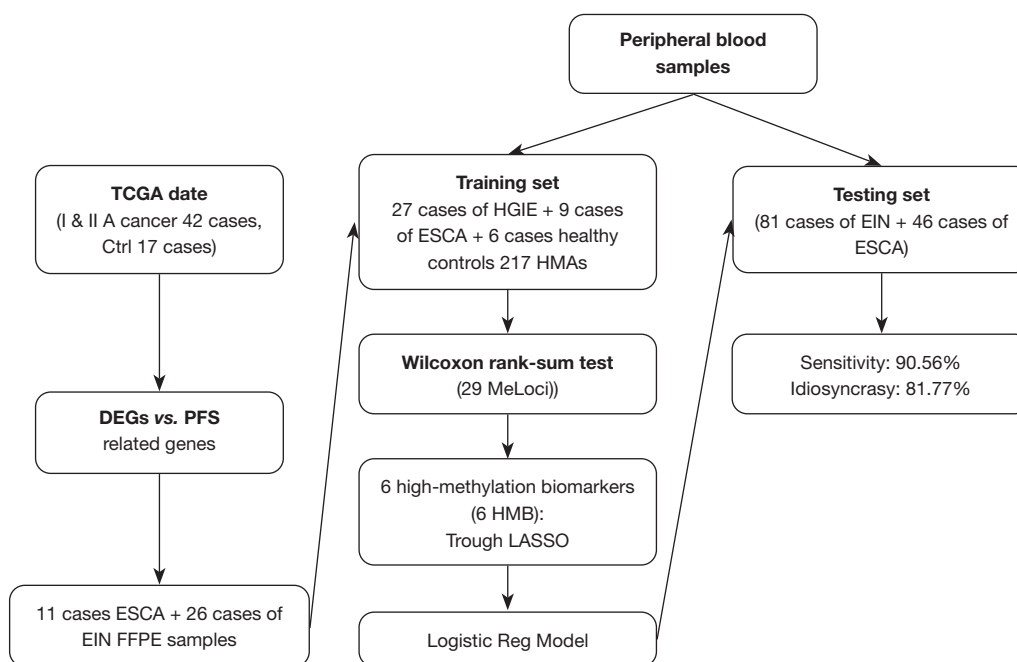 Peripheral blood
samples
TCGA date
(I & II A cancer 42 cases,
Ctrl 17 cases)
DEGs vs. PFS
related genes
11 cases ESCA + 26 cases of
EIN FFPE samples
Training set
27 cases of HGIE + 9 cases
of ESCA + 6 cases healthy
controls 217 HMAs
Wilcoxon rank-sum test
(29 MeLoci))
6 high-methylation biomarkers
(6 HMB):
Trough LASSO
Logistic Reg Model
Testing set
(81 cases of EIN + 46 cases of
ESCA)
Sensitivity: 90.56%
Idiosyncrasy: 81.77%